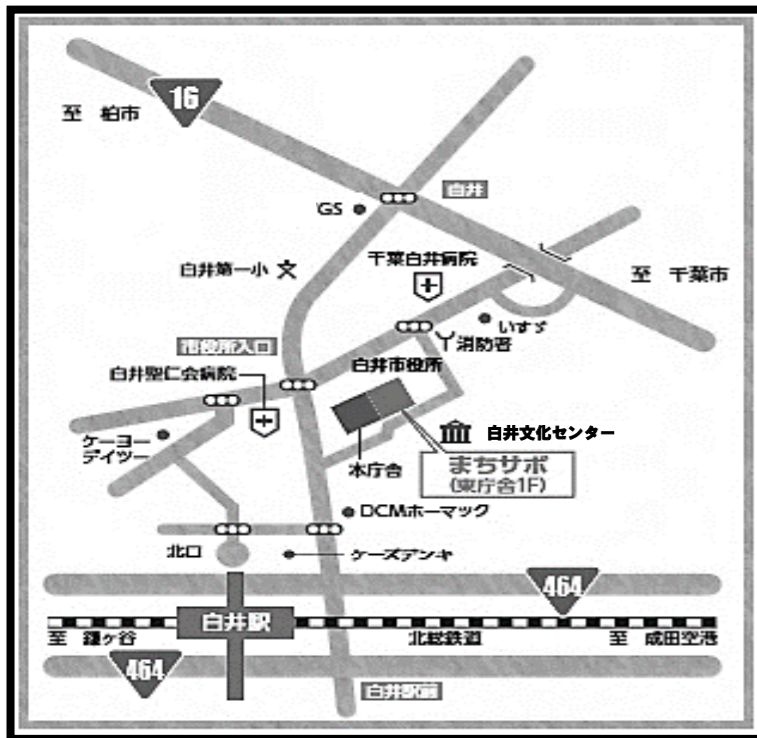 16
至 柏市
白井
GS
千葉白井病院
白井第一小
至 千葉市
いすゞ
消防署
市役所入口
白井市役所
白井聖仁会病院
白井文化センター
ケーヨー
デイツー
本庁舎
まちサポ
(東庁舎1F)
DCMホーマック
北口
ケーズデンキ
464
白井駅
至 鎌ヶ谷
北総鉄道
至 成田空港
464
白井駅前